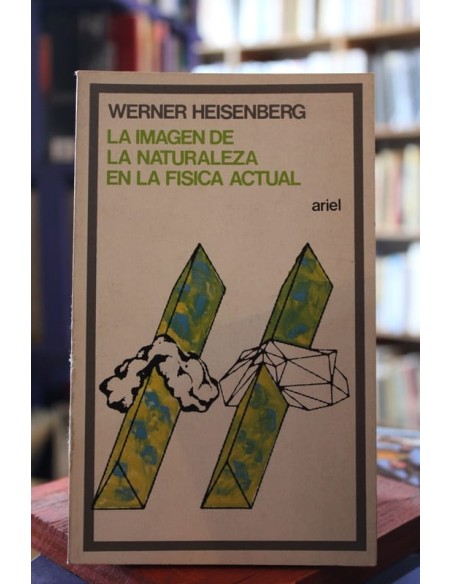 WERNER HEISENBERG
LA IMAGEN DE
LA NATURALEZA
EN LA FISICA ACTUAL
ariel